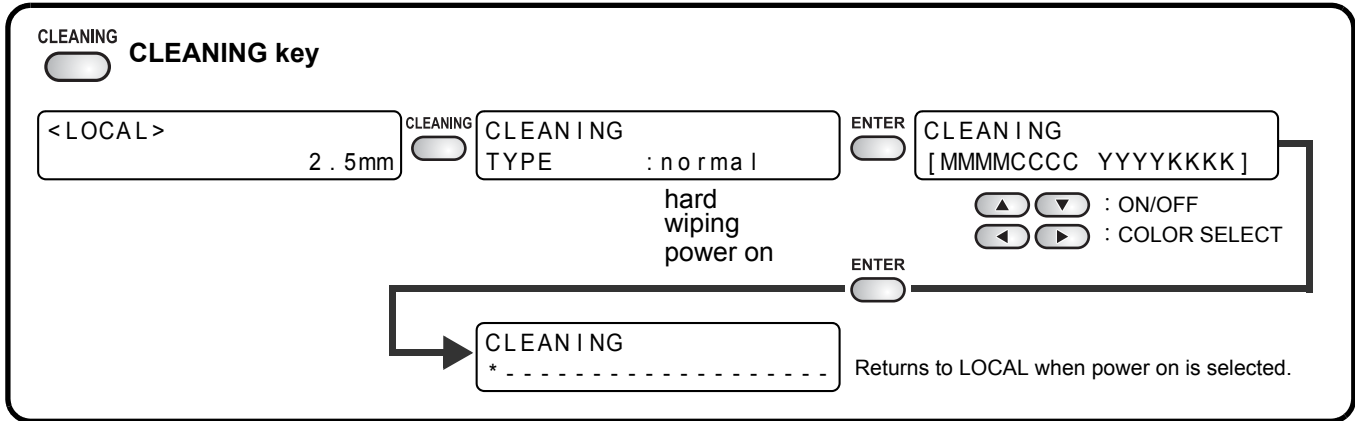 CLEANING
CLEANING key
<LOCAL>
2.5mm
CLEANING
CLEANING
TYPE :normal
hard
wiping
power on
ENTER
CLEANING
[MMMMCCCC YYYYKKKK]
▲ ▼ : ON/OFF
◀ ▶ : COLOR SELECT
ENTER
CLEANING
*-------------------
Returns to LOCAL when power on is selected.